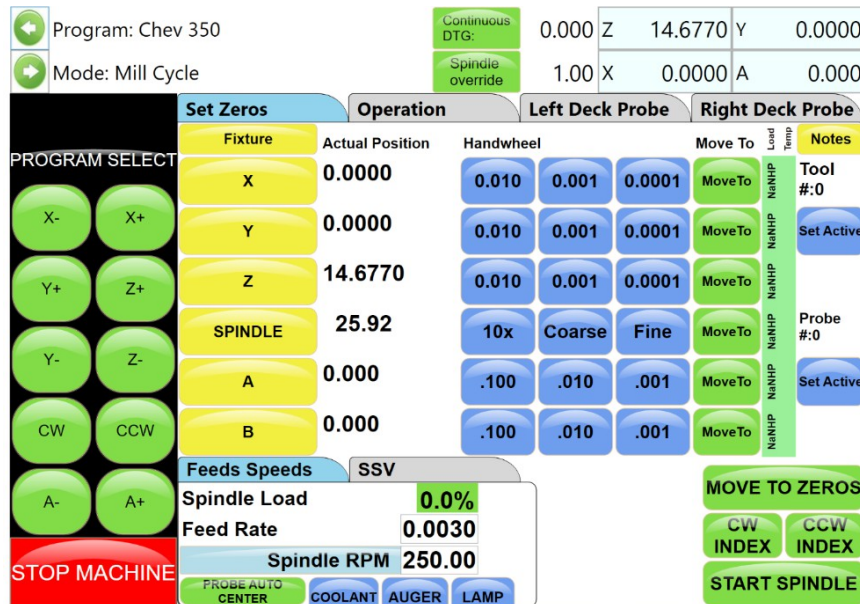 Program: Chev 350
Continuous DTG: 0.000 Z 14.6770 Y 0.0000
Mode: Mill Cycle
Spindle override 1.00 X 0.0000 A 0.000
Set Zeros Operation Left Deck Probe Right Deck Probe
PROGRAM SELECT
Fixture Actual Position Handwheel Move To Load Temp Notes
X 0.0000 0.010 0.001 0.0001 MoveTo NaNHP Tool #:0
X- X+
Y 0.0000 0.010 0.001 0.0001 MoveTo NaNHP Set Active
Y+ Z+
Z 14.6770 0.010 0.001 0.0001 MoveTo NaNHP
SPINDLE 25.92 10x Coarse Fine MoveTo NaNHP Probe #:0
Y- Z-
A 0.000 .100 .010 .001 MoveTo NaNHP Set Active
CW CCW
B 0.000 .100 .010 .001 MoveTo NaNHP
Feeds Speeds SSV
A- A+
Spindle Load 0.0%
MOVE TO ZEROS
Feed Rate 0.0030
CW INDEX CCW INDEX
Spindle RPM 250.00
STOP MACHINE
PROBE AUTO CENTER COOLANT AUGER LAMP
START SPINDLE